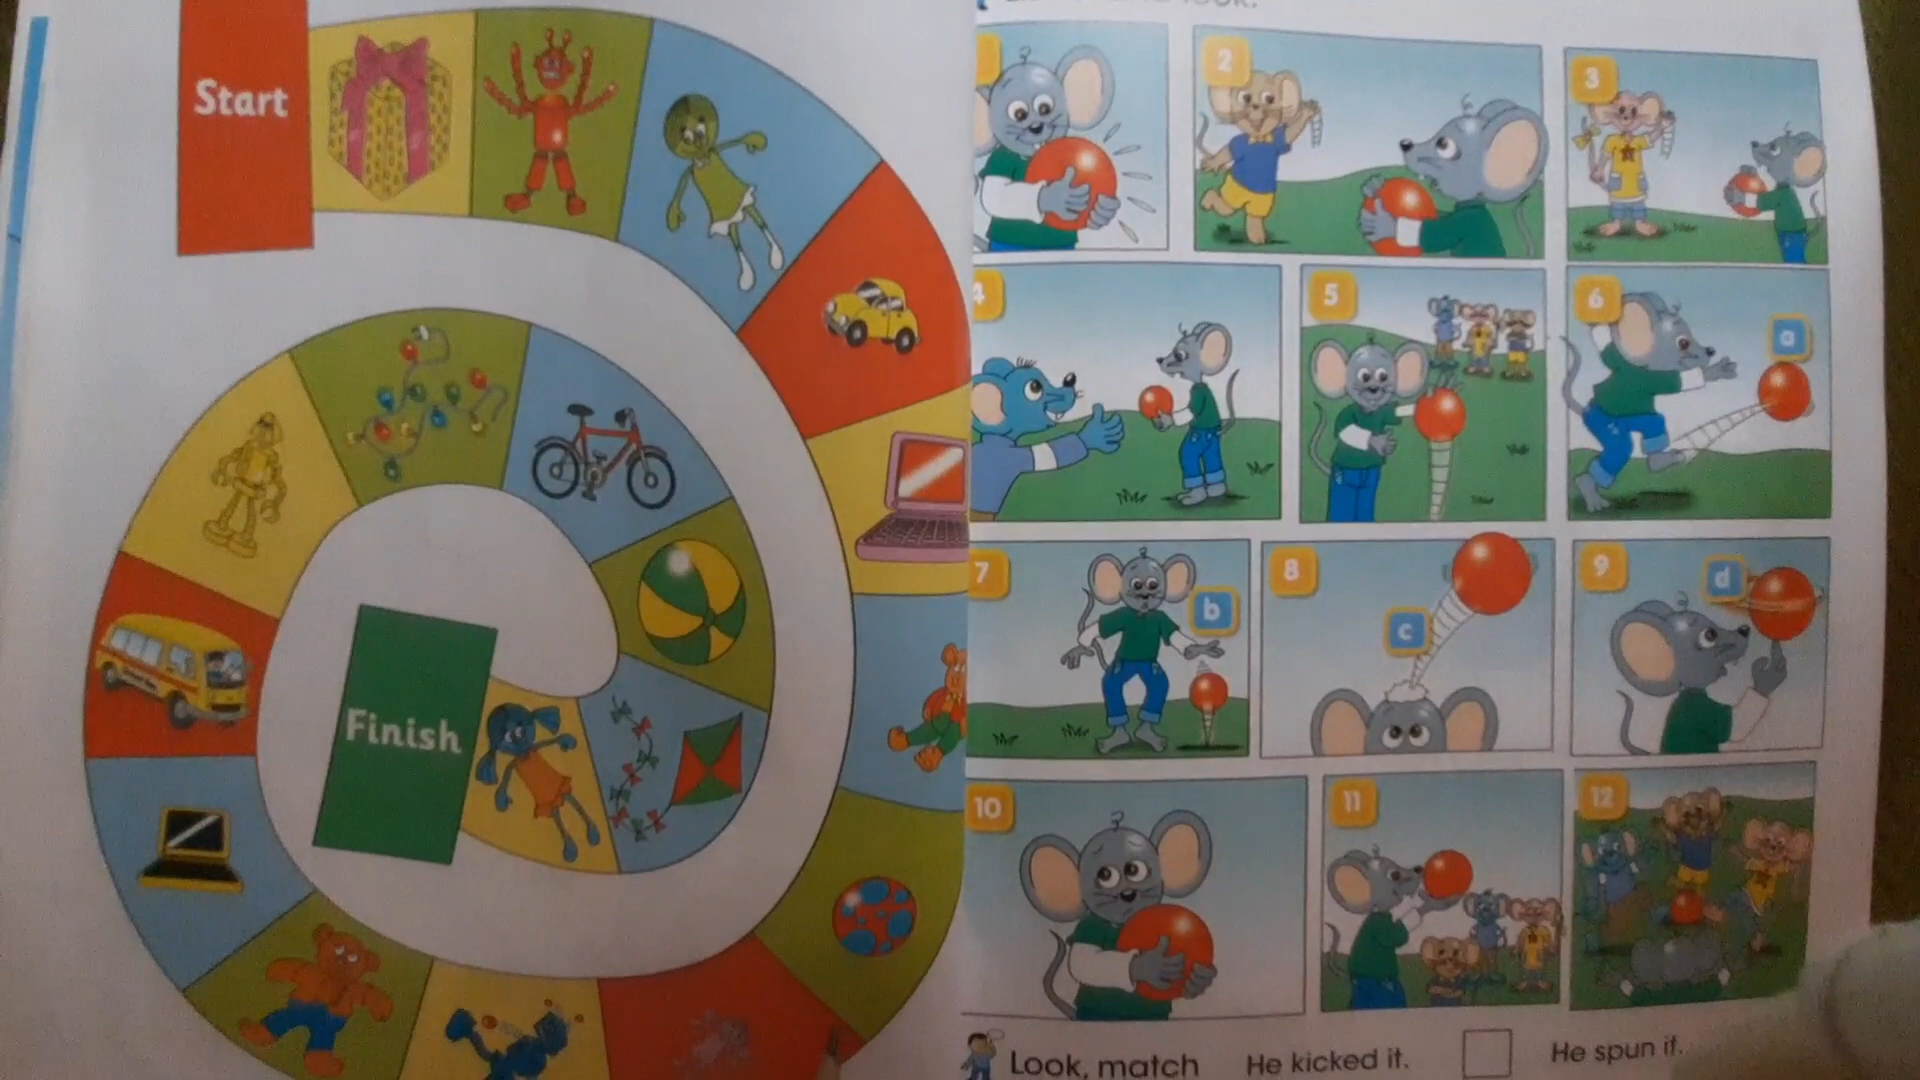 Start
Finish
look.
2
3
4
5
6
a
7
b
8
c
9
d
10
11
12
Look, match
He kicked it.
He spun it.